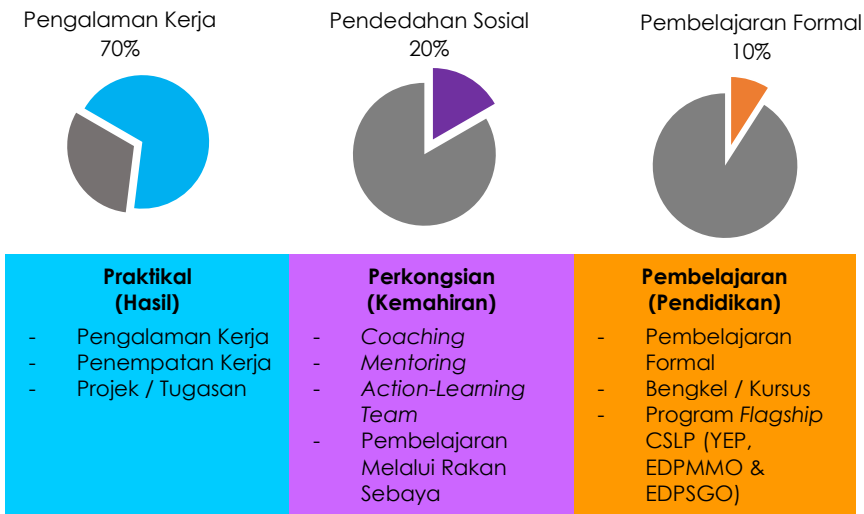 Pengalaman Kerja
70%
Pendedahan Sosial
20%
Pembelajaran Formal
10%
Praktikal
(Hasil)
- Pengalaman Kerja
- Penempatan Kerja
- Projek / Tugasan
Perkongsian
(Kemahiran)
- Coaching
- Mentoring
- Action-Learning
Team
- Pembelajaran
Melalui Rakan
Sebaya
Pembelajaran
(Pendidikan)
- Pembelajaran
Formal
- Bengkel / Kursus
- Program Flagship
CSLP (YEP,
EDPMMO &
EDPSGO)